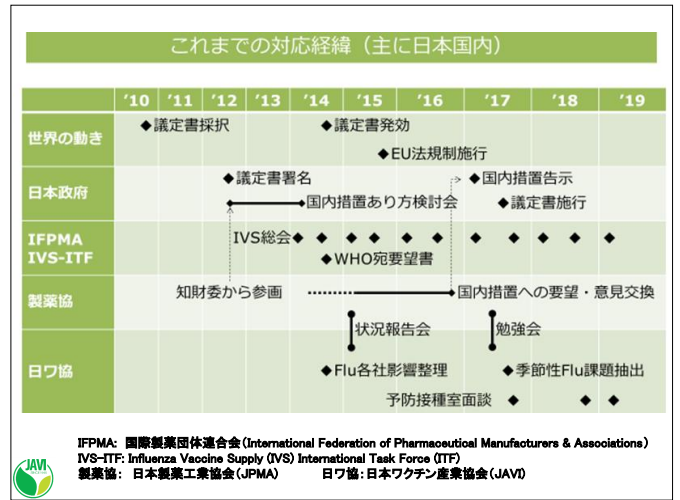 これまでの対応経緯（主に日本国内）
’10 ’11 ’12 ’13 ’14 ’15 ’16 ’17 ’18 ’19
世界の動き
◆議定書採択 ◆議定書発効
◆EU法規制施行
日本政府
◆議定書署名 ◆国内措置告示
国内措置あり方検討会 ◆議定書施行
IFPMA
IVS-ITF
IVS総会◆ ◆ ◆ ◆ ◆ ◆ ◆ ◆ ◆ ◆ ◆
◆WHO宛要望書
製薬協
知財委から参画 国内措置への要望・意見交換
状況報告会 勉強会
日ワ協
◆Flu各社影響整理 ◆季節性Flu課題抽出
予防接種室面談 ◆ ◆ ◆
IFPMA: 国際製薬団体連合会（International Federation of Pharmaceutical Manufacturers & Associations）
IVS-ITF: Influenza Vaccine Supply (IVS) International Task Force (ITF)
製薬協： 日本製薬工業協会（JPMA） 日ワ協：日本ワクチン産業協会（JAVI）
JAVI